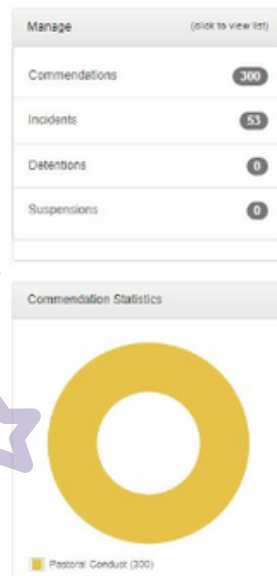 Manage (click to view list)
Commendations 300
Incidents 53
Detentions 0
Suspensions 0
Commendation Statistics
Pastoral Conduct (300)